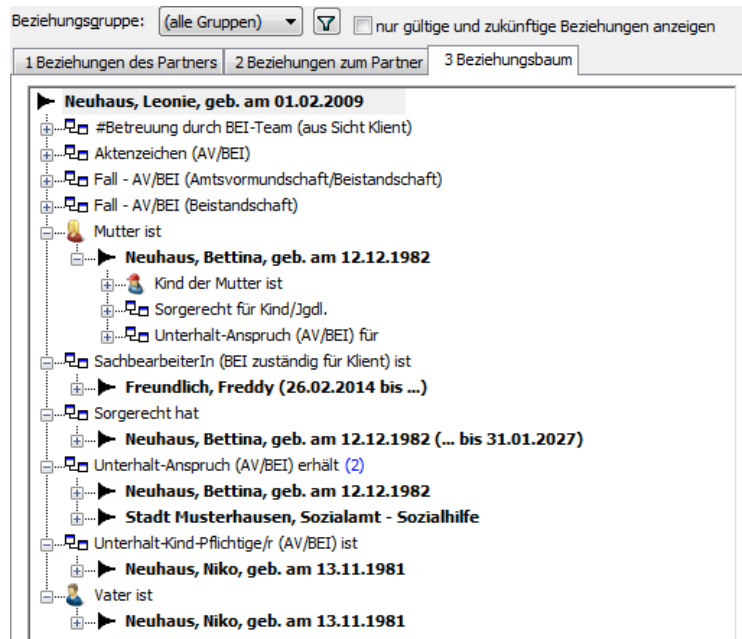 Beziehungsgruppe: (alle Gruppen) nur gültige und zukünftige Beziehungen anzeigen
1 Beziehungen des Partners 2 Beziehungen zum Partner 3 Beziehungsbaum
Neuhaus, Leonie, geb. am 01.02.2009
#Betreuung durch BEI-Team (aus Sicht Klient)
Aktenzeichen (AV/BEI)
Fall - AV/BEI (Amtsvormundschaft/Beistandschaft)
Fall - AV/BEI (Beistandschaft)
Mutter ist
Neuhaus, Bettina, geb. am 12.12.1982
Kind der Mutter ist
Sorgerecht für Kind/Jgdl.
Unterhalt-Anspruch (AV/BEI) für
SachbearbeiterIn (BEI zuständig für Klient) ist
Freundlich, Freddy (26.02.2014 bis ...)
Sorgerecht hat
Neuhaus, Bettina, geb. am 12.12.1982 (... bis 31.01.2027)
Unterhalt-Anspruch (AV/BEI) erhält (2)
Neuhaus, Bettina, geb. am 12.12.1982
Stadt Musterhausen, Sozialamt - Sozialhilfe
Unterhalt-Kind-Pflichtige/r (AV/BEI) ist
Neuhaus, Niko, geb. am 13.11.1981
Vater ist
Neuhaus, Niko, geb. am 13.11.1981